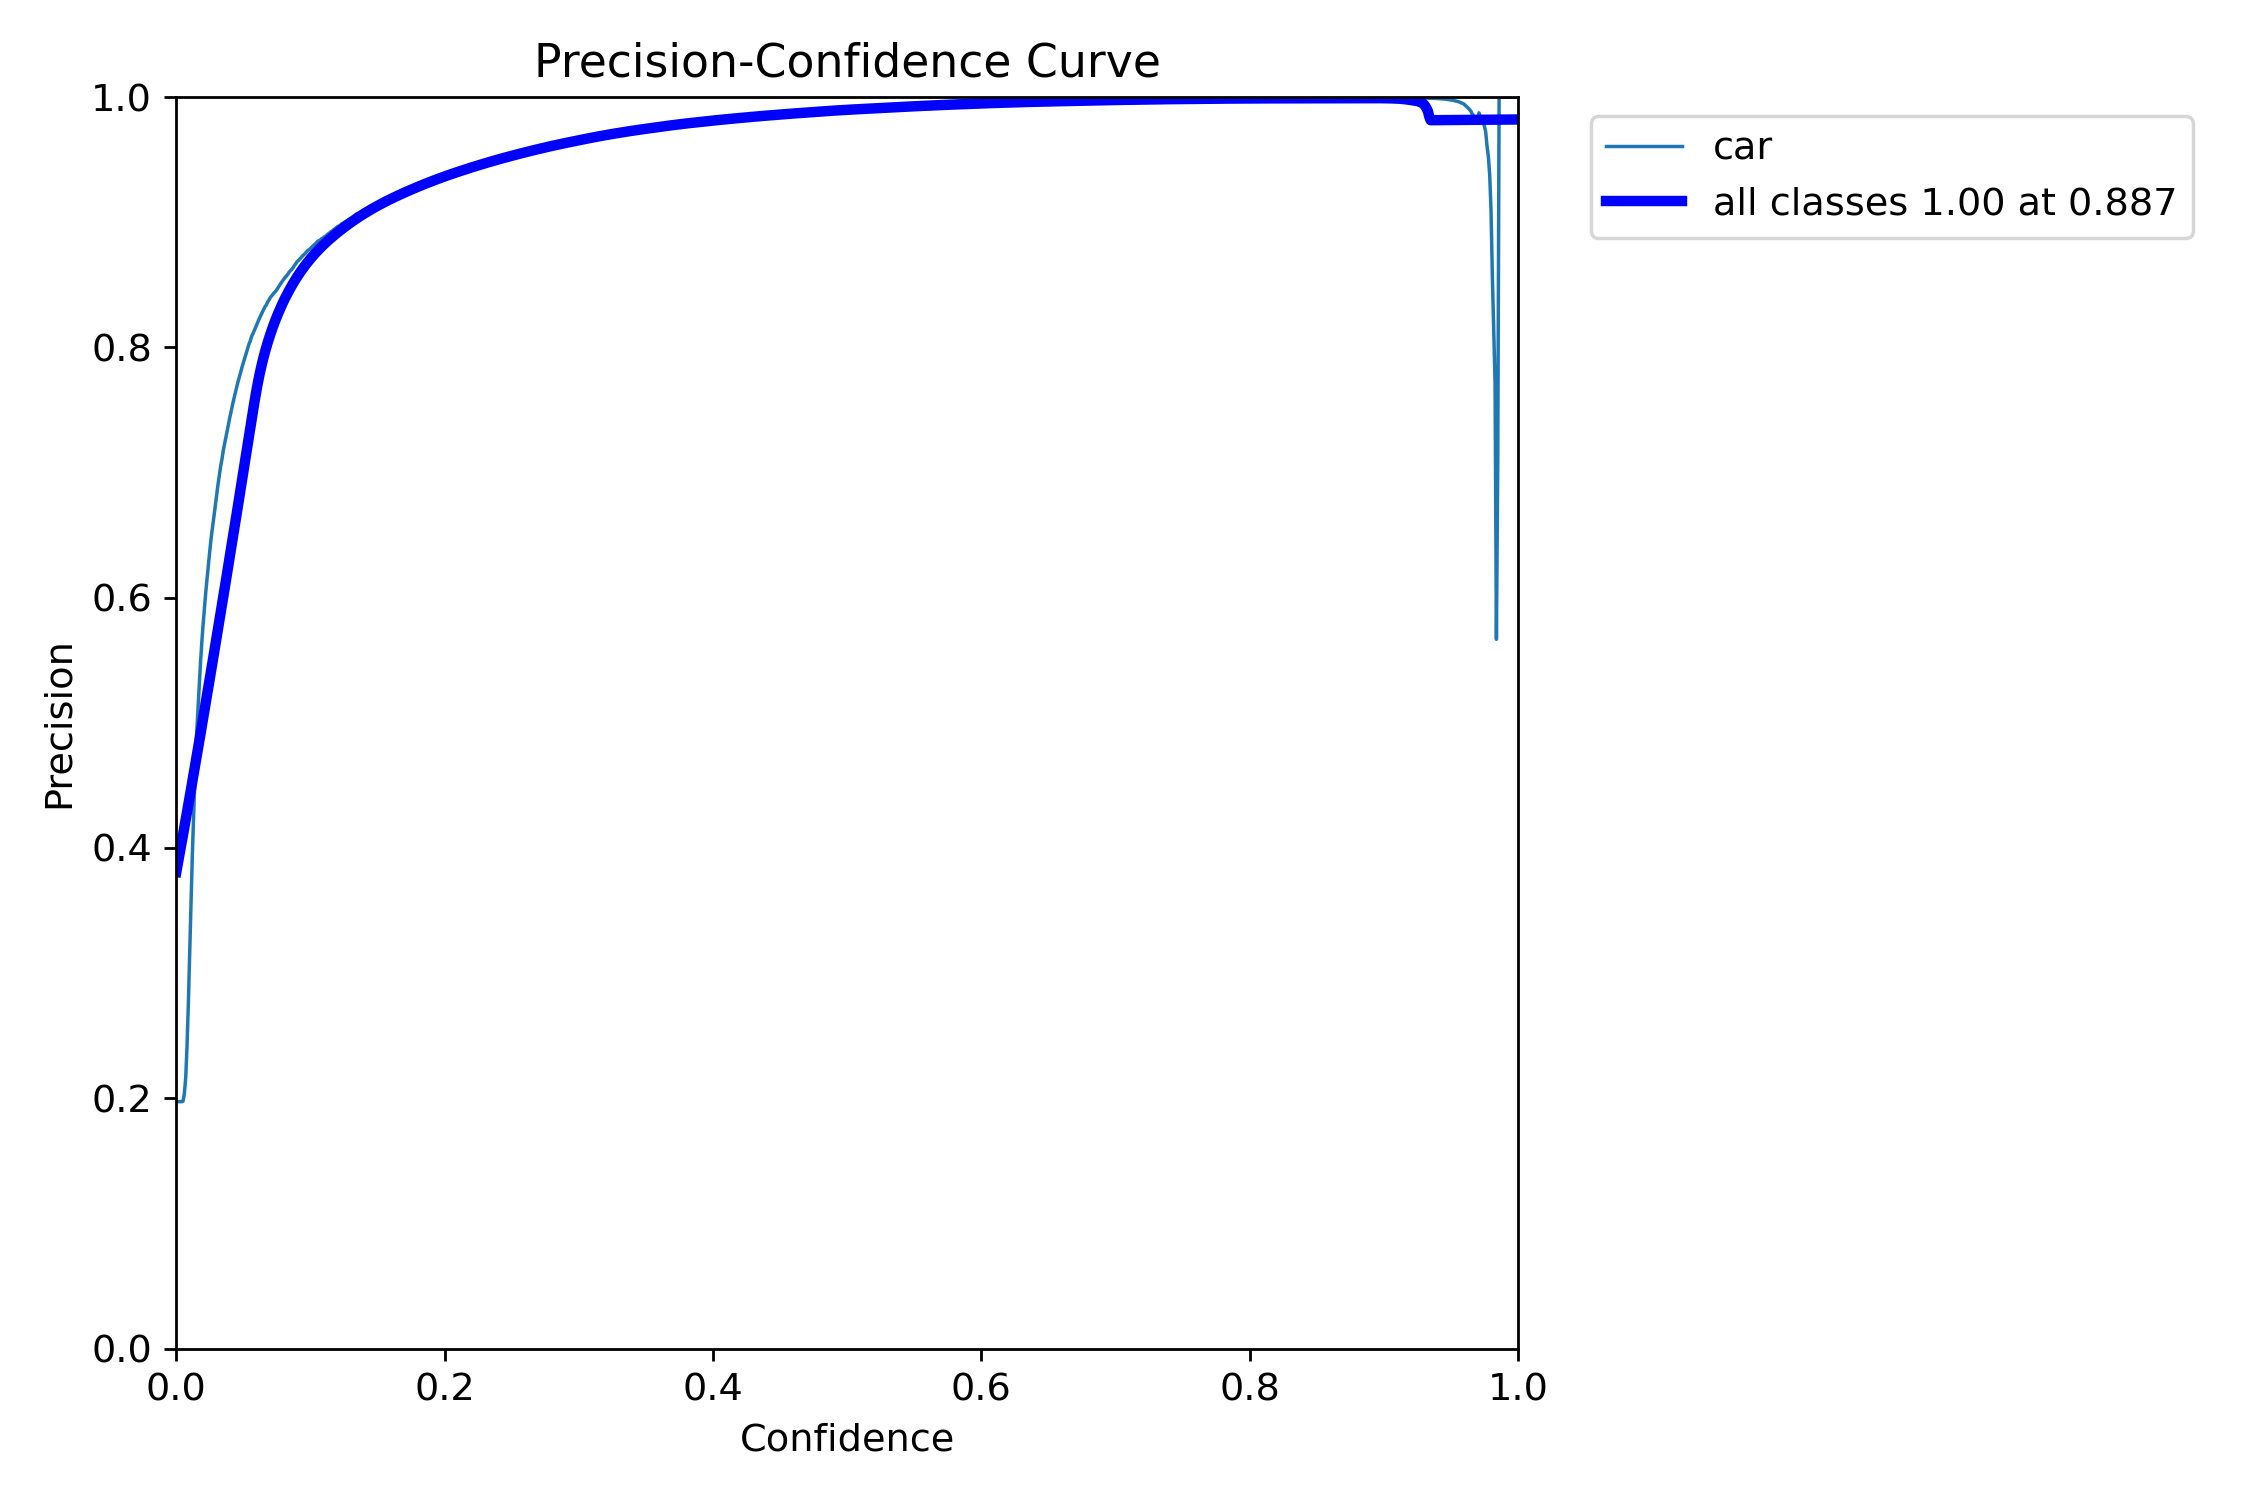 Precision-Confidence Curve
1.0
0.8
0.6
0.4
0.2
0.0
Precision
0.0 0.2 0.4 0.6 0.8 1.0
Confidence
car
all classes 1.00 at 0.887